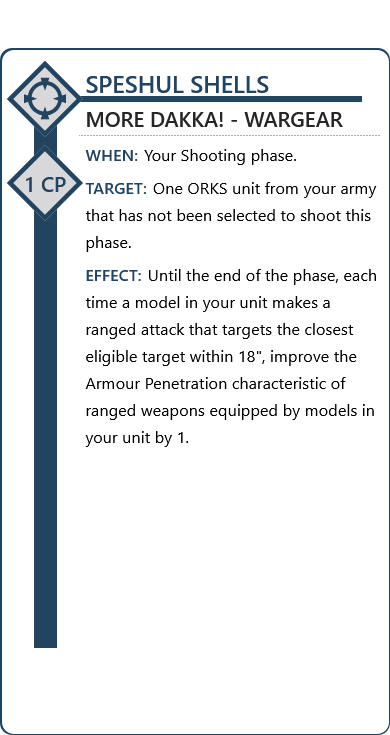 SPESHUL SHELLS
MORE DAKKA! - WARGEAR
WHEN: Your Shooting phase.
1 CP
TARGET: One ORKS unit from your army
that has not been selected to shoot this
phase.
EFFECT: Until the end of the phase, each
time a model in your unit makes a
ranged attack that targets the closest
eligible target within 18", improve the
Armour Penetration characteristic of
ranged weapons equipped by models in
your unit by 1.